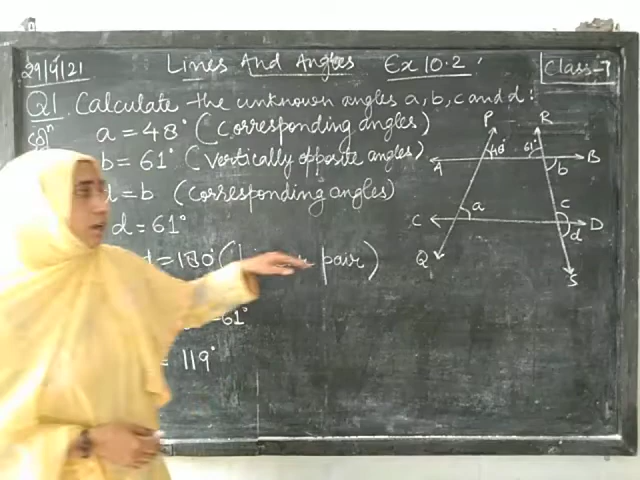 29/4/21 Lines And Angles Ex 10.2 Class-7
Q1. Calculate the unknown angles a, b, c and d:
Solⁿ a = 48° (Corresponding angles)
b = 61° (Vertically opposite angles)
= b (Corresponding angles)
d = 61°
= 180° ( pair)
61°
= 119°
P R
48° 61°
A b B
a c
C D
d
Q S